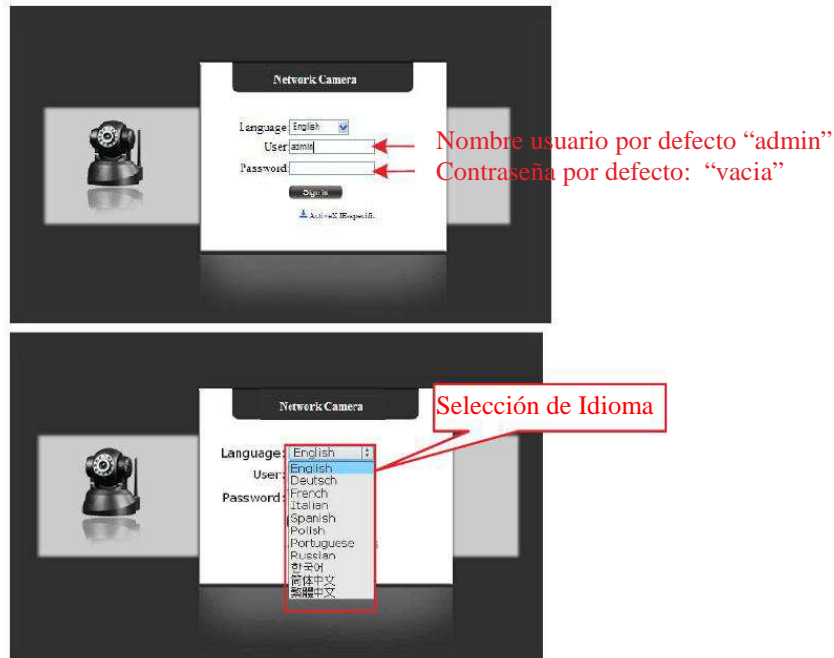 Network Camera
Language: English
User: admin
Nombre usuario por defecto “admin”
Password:
Contraseña por defecto: “vacia”
Sign in
ActiveX
Network Camera
Selección de Idioma
Language: English
English
User:
Deutsch
Password:
French
Italian
Spanish
Polish
Portuguese
Russian
한국어
简体中文
繁體中文